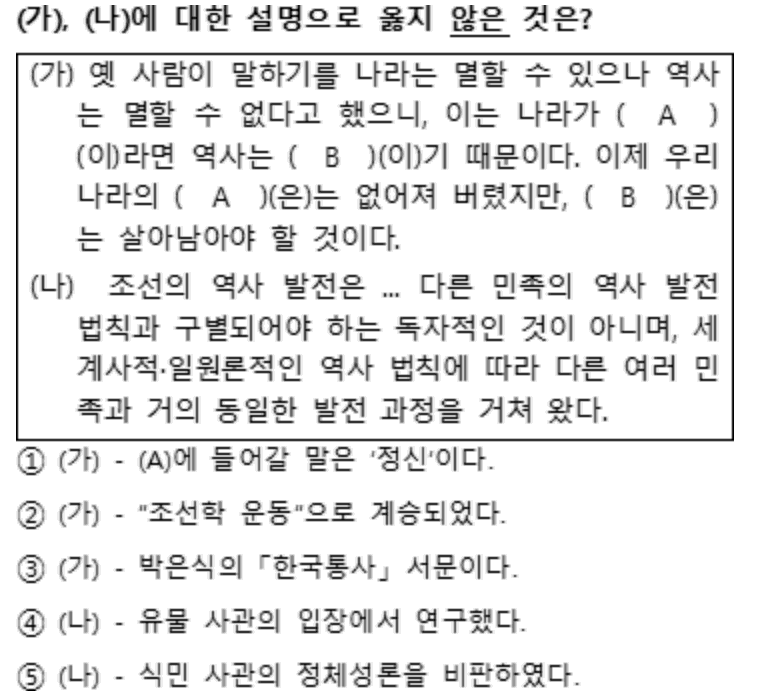 (가), (나)에 대한 설명으로 옳지 않은 것은?
(가) 옛 사람이 말하기를 나라는 멸할 수 있으나 역사
는 멸할 수 없다고 했으니, 이는 나라가 ( A )
(이)라면 역사는 ( B )(이)기 때문이다. 이제 우리
나라의 ( A )(은)는 없어져 버렸지만, ( B )(은)
는 살아남아야 할 것이다.
(나) 조선의 역사 발전은 ... 다른 민족의 역사 발전
법칙과 구별되어야 하는 독자적인 것이 아니며, 세
계사적·일원론적인 역사 법칙에 따라 다른 여러 민
족과 거의 동일한 발전 과정을 거쳐 왔다.
① (가) - (A)에 들어갈 말은 '정신'이다.
② (가) - "조선학 운동"으로 계승되었다.
③ (가) - 박은식의「한국통사」서문이다.
④ (나) - 유물 사관의 입장에서 연구했다.
⑤ (나) - 식민 사관의 정체성론을 비판하였다.